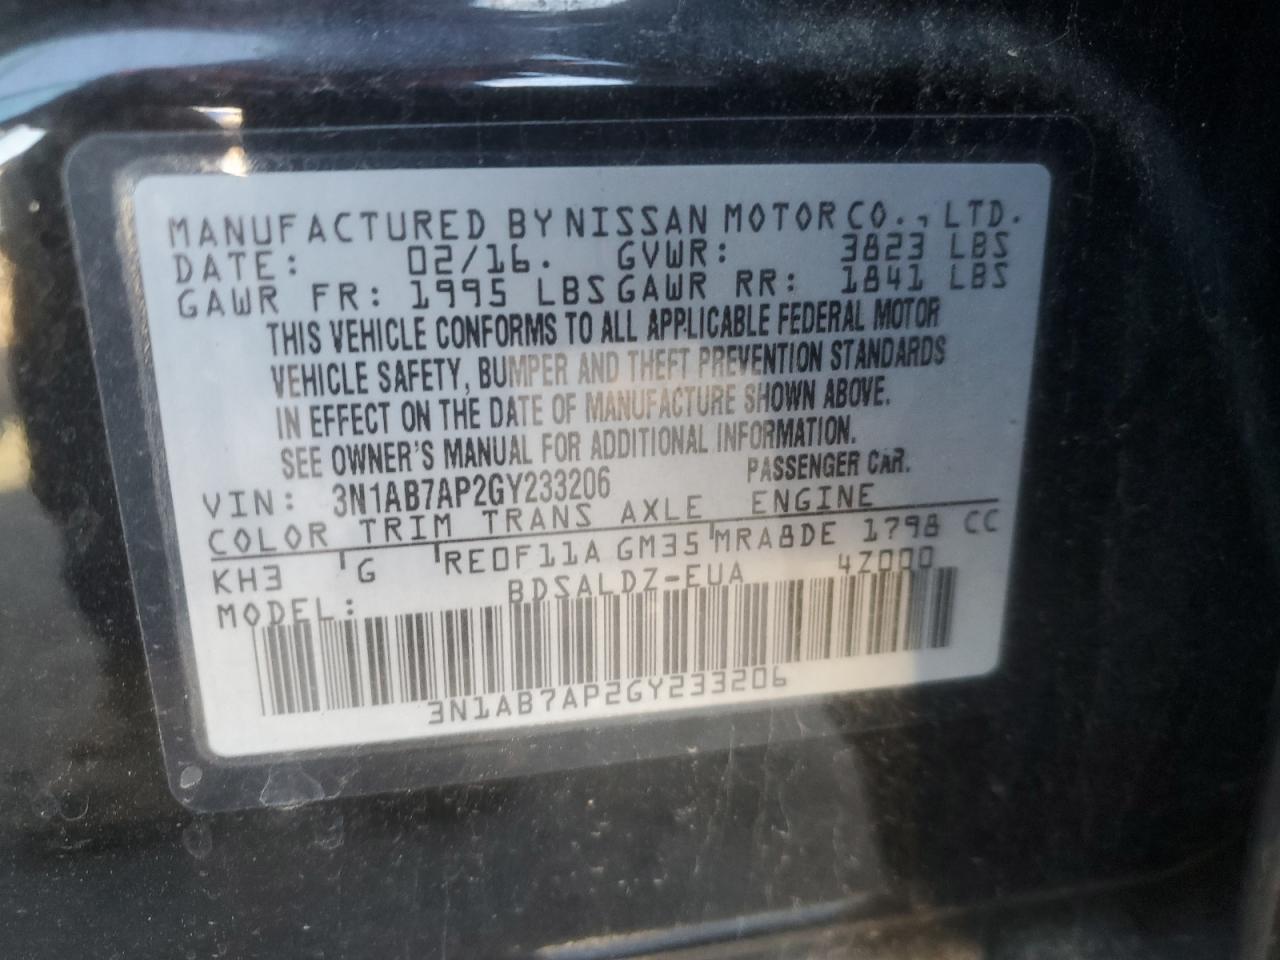 MANUFACTURED BY NISSAN MOTOR CO., LTD.
DATE: 02/16. GVWR: 3823 LBS
GAWR FR: 1995 LBS GAWR RR: 1841 LBS
THIS VEHICLE CONFORMS TO ALL APPLICABLE FEDERAL MOTOR
VEHICLE SAFETY, BUMPER AND THEFT PREVENTION STANDARDS
IN EFFECT ON THE DATE OF MANUFACTURE SHOWN ABOVE.
SEE OWNER'S MANUAL FOR ADDITIONAL INFORMATION.
VIN: 3N1AB7AP2GY233206 PASSENGER CAR.
COLOR TRIM TRANS AXLE ENGINE
KH3 G RE0F11A GM35 MRA8DE 1798 CC
MODEL: BDSALDZ-EUA 4Z000
3N1AB7AP2GY233206